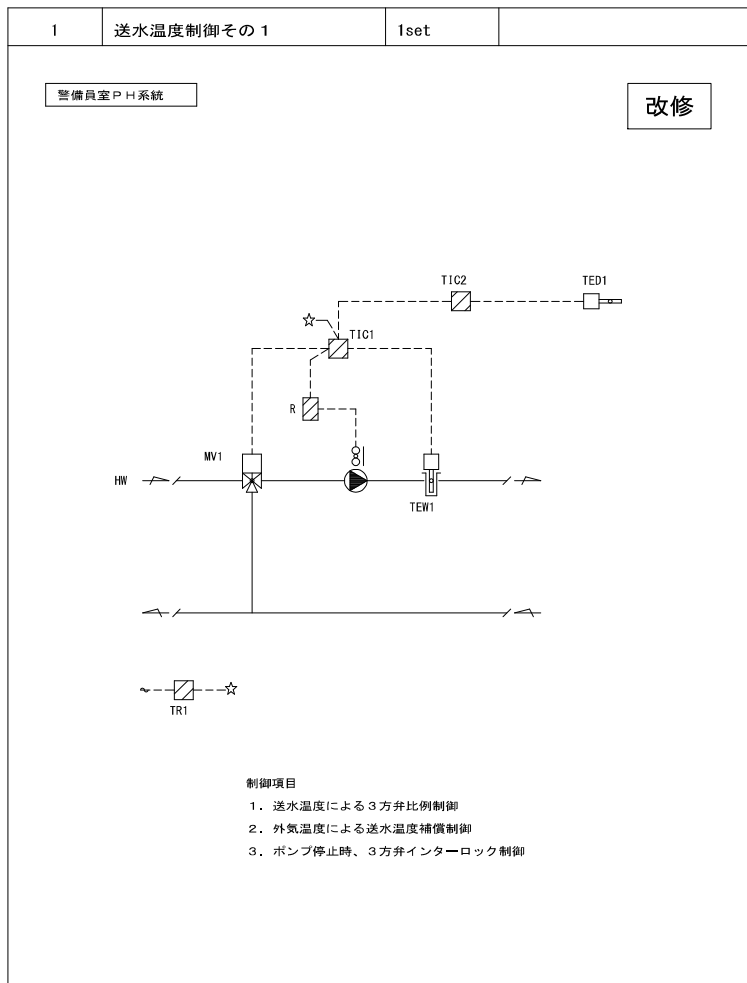 1 送水温度制御その1 1set
警備員室PH系統
改修
TIC2 TED1
☆ TIC1
R
MV1
HW
TEW1
☆
TR1
制御項目
1．送水温度による3方弁比例制御
2．外気温度による送水温度補償制御
3．ポンプ停止時、3方弁インターロック制御